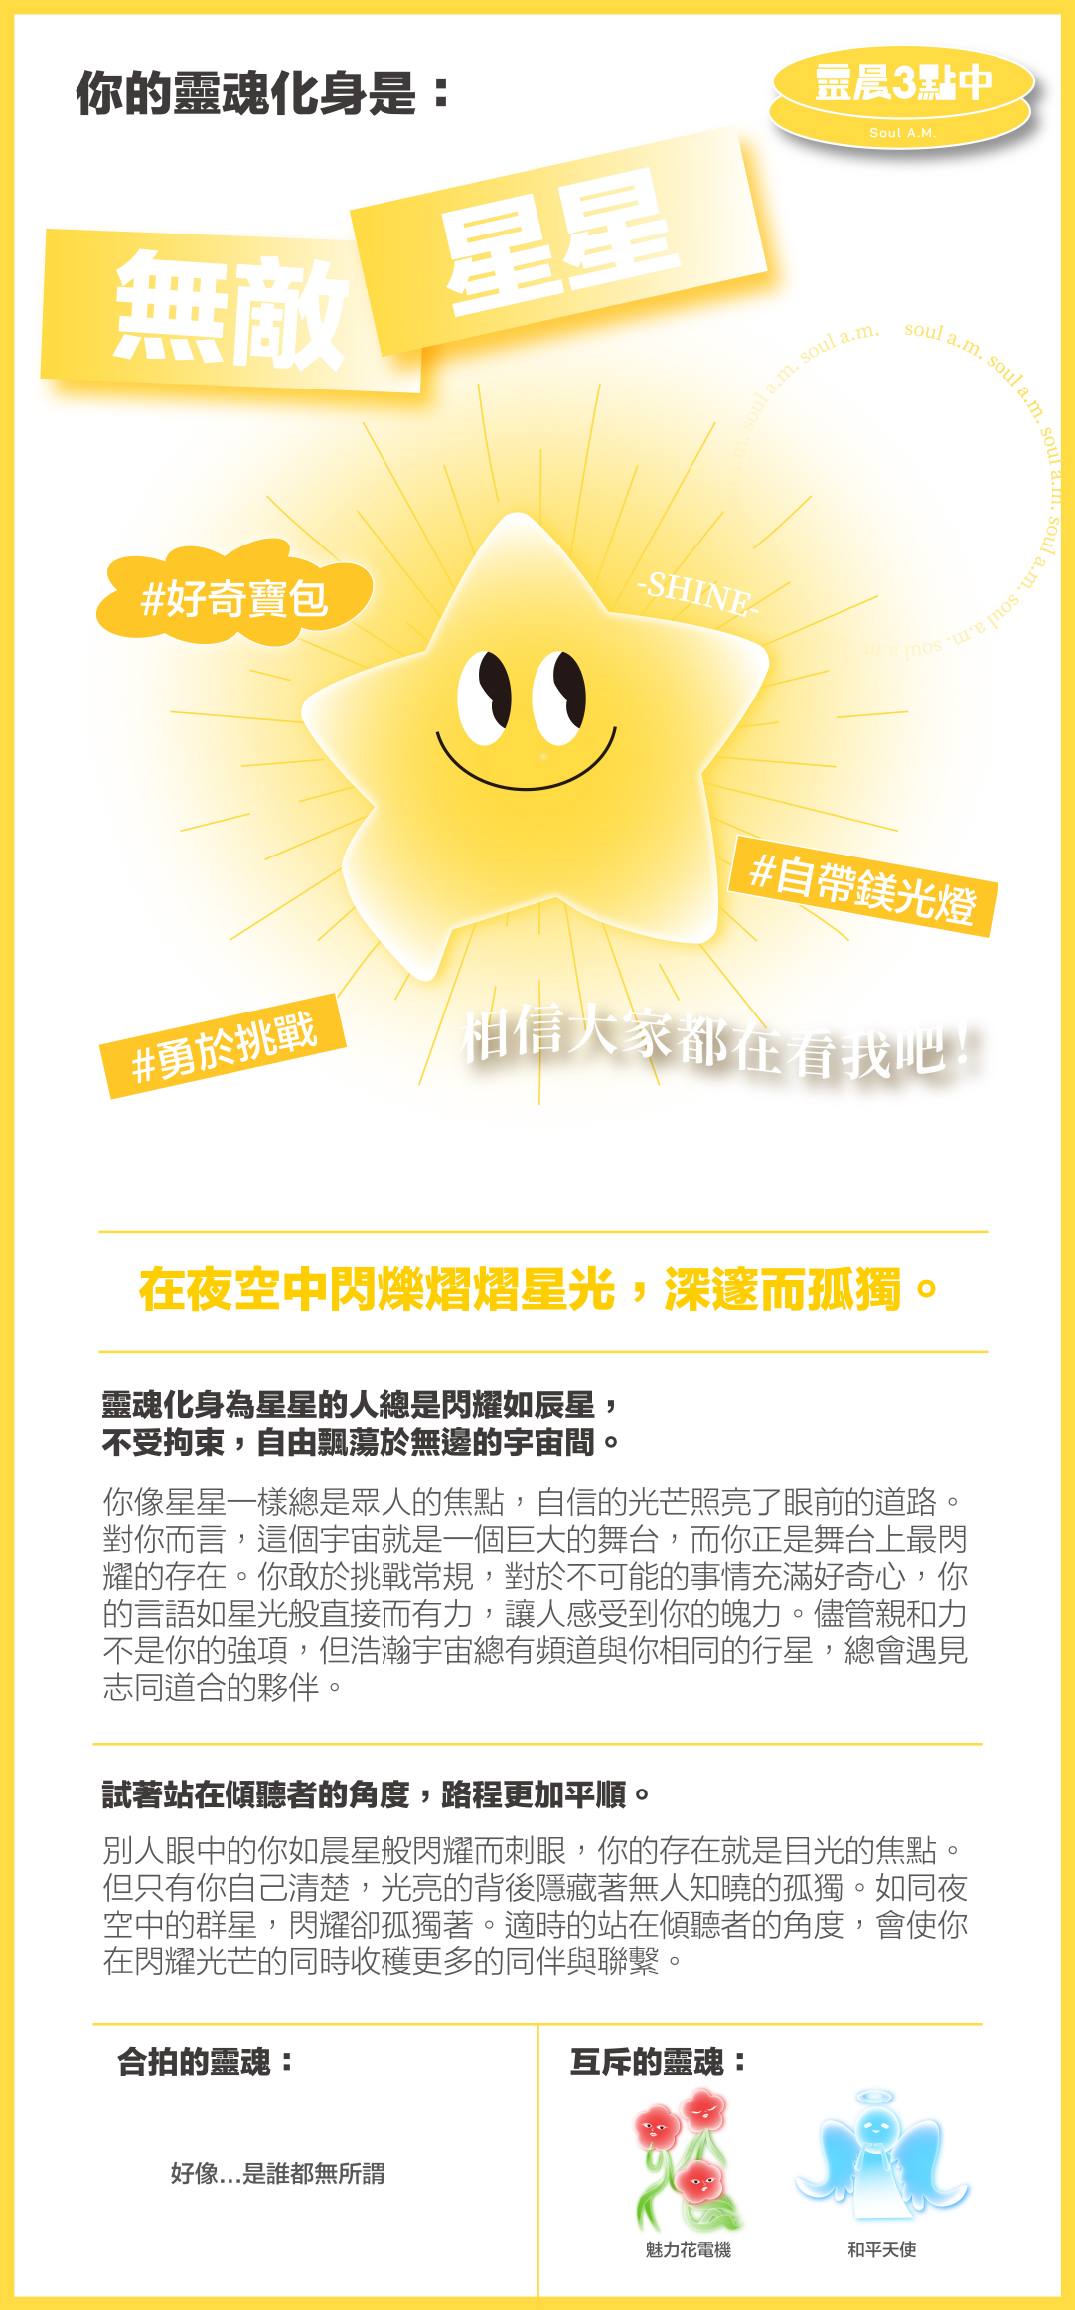 你的靈魂化身是：
靈晨3點中
Soul A.M.
無敵
星星
soul a.m. soul a.m. soul a.m. soul a.m. soul a.m. soul a.m. soul a.m. soul a.m.
#好奇寶包
-SHINE-
#自帶鎂光燈
#勇於挑戰
相信大家都在看我吧！
在夜空中閃爍熠熠星光，深邃而孤獨。
靈魂化身為星星的人總是閃耀如辰星，
不受拘束，自由飄蕩於無邊的宇宙間。
你像星星一樣總是眾人的焦點，自信的光芒照亮了眼前的道路。
對你而言，這個宇宙就是一個巨大的舞台，而你正是舞台上最閃
耀的存在。你敢於挑戰常規，對於不可能的事情充滿好奇心，你
的言語如星光般直接而有力，讓人感受到你的魄力。儘管親和力
不是你的強項，但浩瀚宇宙總有頻道與你相同的行星，總會遇見
志同道合的夥伴。
試著站在傾聽者的角度，路程更加平順。
別人眼中的你如晨星般閃耀而刺眼，你的存在就是目光的焦點。
但只有你自己清楚，光亮的背後隱藏著無人知曉的孤獨。如同夜
空中的群星，閃耀卻孤獨著。適時的站在傾聽者的角度，會使你
在閃耀光芒的同時收穫更多的同伴與聯繫。
合拍的靈魂：
好像...是誰都無所謂
互斥的靈魂：
魅力花電機
和平天使